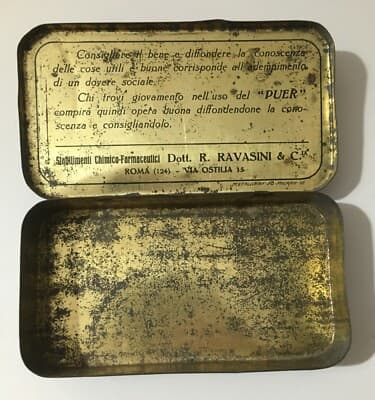 Consigliare il bene e diffondere la conoscenza
delle cose utili e buone corrisponde all'adempimento
di un dovere sociale.
Chi trovi giovamento nell'uso del "PUER"
compirà quindi opera buona diffondendone la cono-
scenza e consigliandolo.
Stabilimenti Chimico-Farmaceutici Dott. R. RAVASINI & C.
ROMA (124) - VIA OSTILIA 15